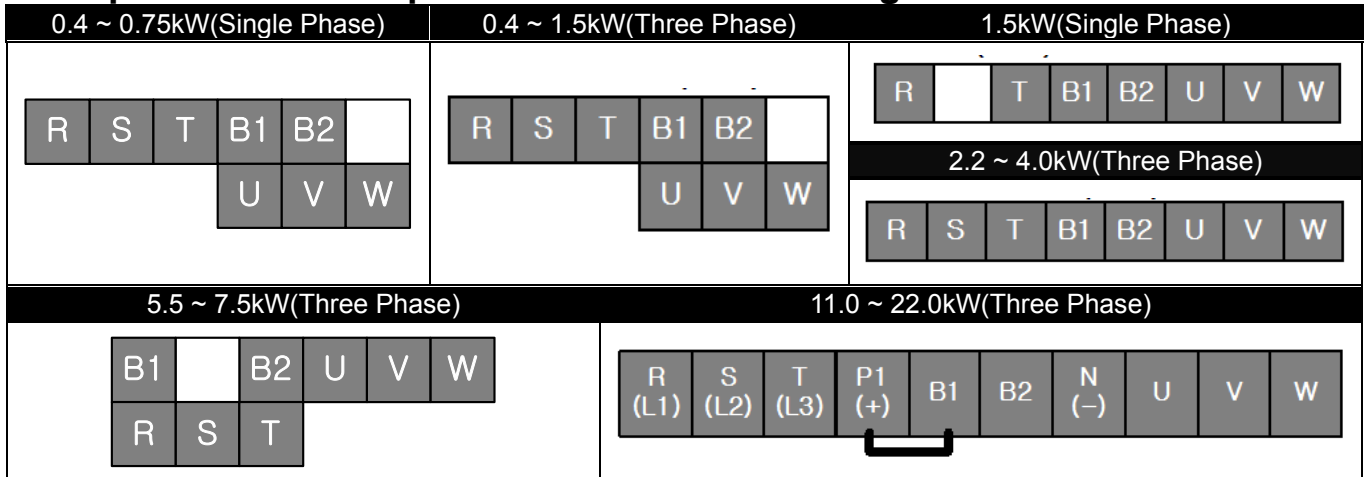 0.4 ~ 0.75kW(Single Phase)
R S T B1 B2
U V W
0.4 ~ 1.5kW(Three Phase)
R S T B1 B2
U V W
1.5kW(Single Phase)
R T B1 B2 U V W
2.2 ~ 4.0kW(Three Phase)
R S T B1 B2 U V W
5.5 ~ 7.5kW(Three Phase)
B1 B2 U V W
R S T
11.0 ~ 22.0kW(Three Phase)
R (L1) S (L2) T (L3) P1 (+) B1 B2 N (−) U V W